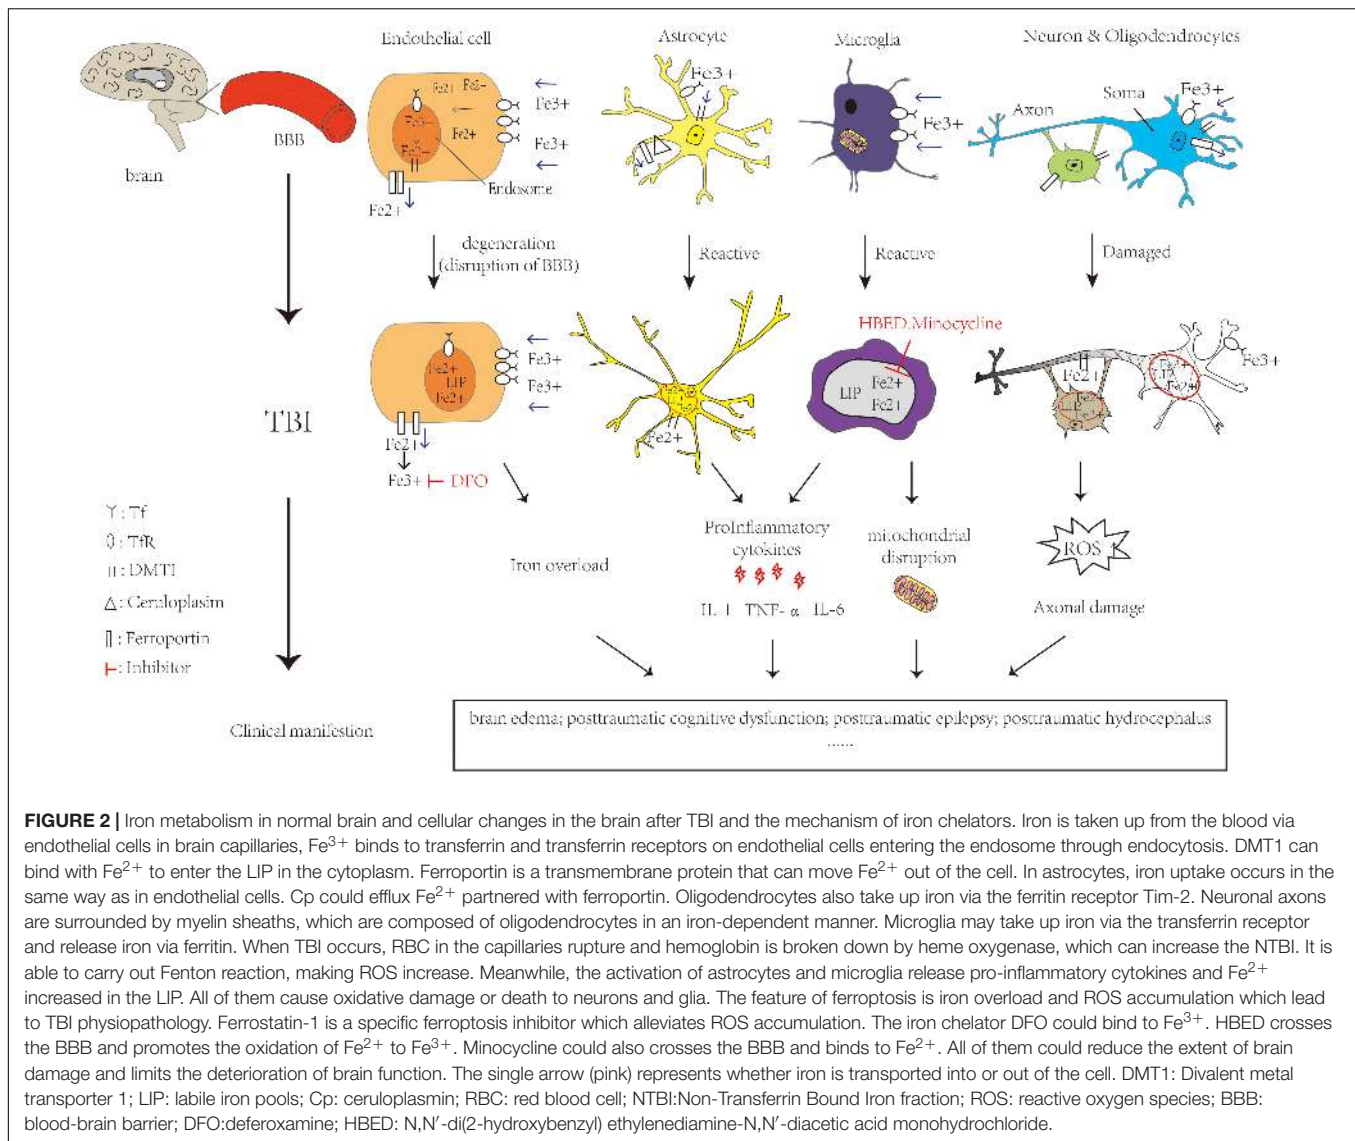 Endothelial cell
Astrocyte
Microglia
Neuron & Oligodendrocytes
Fe2+
Fe3+
Fe3+
Fe2+
Fe3+
Fe3+
Fe3+
Axon
Soma
Fe3+
BBB
brain
Endosome
Fe2+
degeneration
(disruption of BBB)
Reactive
Reactive
Damaged
HBED.Minocycline
Fe3+
Fe3+
Fe2+
LIP
Fe2+
LIP
Fe2+
Fe2+
Fe2+
Fe3+
Fe2+
TBI
Fe2+
Fe2+
Fe3+
DFO
: Tf
: TfR
: DMT1
: Ceruloplasim
: Ferroportin
: Inhibitor
Iron overload
ProInflammatory
cytokines
IL-1 TNF-α IL-6
mitochondrial
disruption
ROS
Axonal damage
Clinical manifestion
brain edema; posttraumatic cognitive dysfunction; posttraumatic epilepsy; posttraumatic hydrocephalus
......
FIGURE 2 | Iron metabolism in normal brain and cellular changes in the brain after TBI and the mechanism of iron chelators. Iron is taken up from the blood via
endothelial cells in brain capillaries, Fe³⁺ binds to transferrin and transferrin receptors on endothelial cells entering the endosome through endocytosis. DMT1 can
bind with Fe²⁺ to enter the LIP in the cytoplasm. Ferroportin is a transmembrane protein that can move Fe²⁺ out of the cell. In astrocytes, iron uptake occurs in the
same way as in endothelial cells. Cp could efflux Fe²⁺ partnered with ferroportin. Oligodendrocytes also take up iron via the ferritin receptor Tim-2. Neuronal axons
are surrounded by myelin sheaths, which are composed of oligodendrocytes in an iron-dependent manner. Microglia may take up iron via the transferrin receptor
and release iron via ferritin. When TBI occurs, RBC in the capillaries rupture and hemoglobin is broken down by heme oxygenase, which can increase the NTBI. It is
able to carry out Fenton reaction, making ROS increase. Meanwhile, the activation of astrocytes and microglia release pro-inflammatory cytokines and Fe²⁺
increased in the LIP. All of them cause oxidative damage or death to neurons and glia. The feature of ferroptosis is iron overload and ROS accumulation which lead
to TBI physiopathology. Ferrostatin-1 is a specific ferroptosis inhibitor which alleviates ROS accumulation. The iron chelator DFO could bind to Fe³⁺. HBED crosses
the BBB and promotes the oxidation of Fe²⁺ to Fe³⁺. Minocycline could also crosses the BBB and binds to Fe²⁺. All of them could reduce the extent of brain
damage and limits the deterioration of brain function. The single arrow (pink) represents whether iron is transported into or out of the cell. DMT1: Divalent metal
transporter 1; LIP: labile iron pools; Cp: ceruloplasmin; RBC: red blood cell; NTBI:Non-Transferrin Bound Iron fraction; ROS: reactive oxygen species; BBB:
blood-brain barrier; DFO:deferoxamine; HBED: N,N′-di(2-hydroxybenzyl) ethylenediamine-N,N′-diacetic acid monohydrochloride.